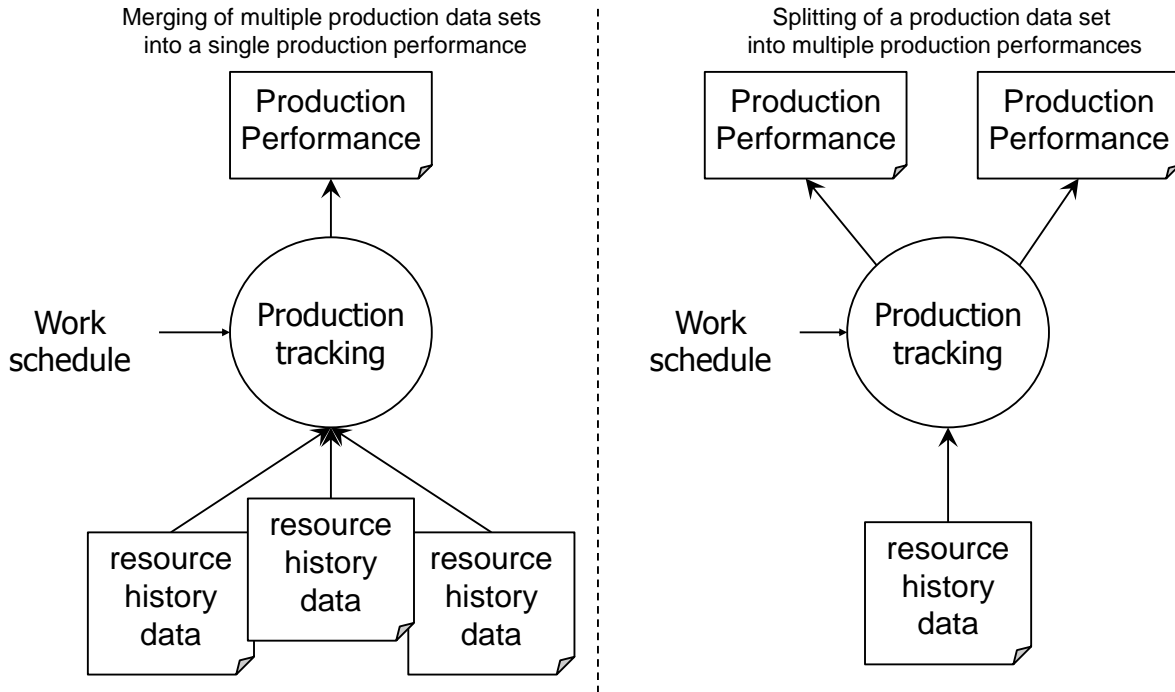 Merging of multiple production data sets
into a single production performance
Production
Performance
Work
schedule
Production
tracking
resource
history
data
resource
history
data
resource
history
data
Splitting of a production data set
into multiple production performances
Production
Performance
Production
Performance
Work
schedule
Production
tracking
resource
history
data